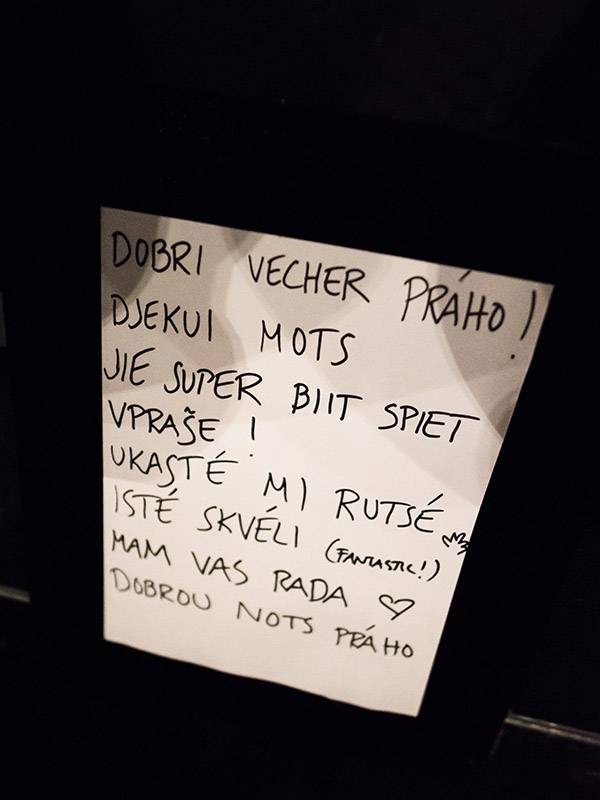 DOBRI VECHER PRÁHO!
DJEKUI MOTS
JIE SUPER BIIT SPIET
VPRAŠE!
UKASTÉ MI RUTSÉ
ISTÉ SKVÉLI (FANTASTIC!)
MAM VAS RADA ♡
DOBROU NOTS PRÁHO